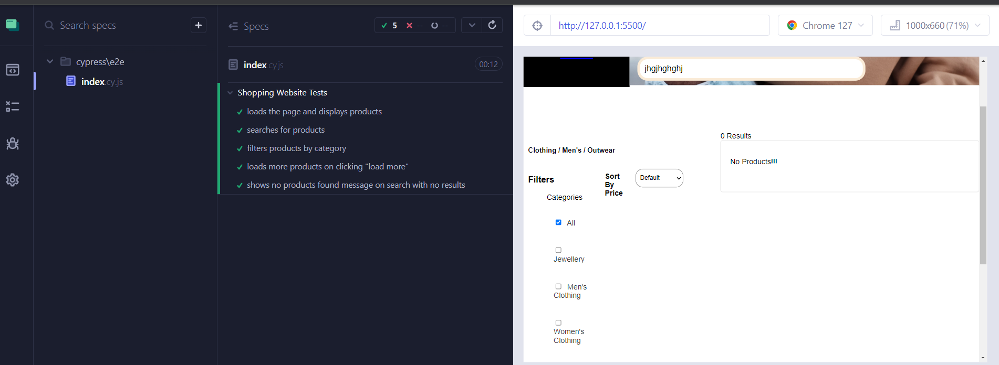 Search specs
+
cypress\e2e
index.cy.js
Specs
5 -- --
index.cy.js
00:12
Shopping Website Tests
loads the page and displays products
searches for products
filters products by category
loads more products on clicking "load more"
shows no products found message on search with no results
http://127.0.0.1:5500/
Chrome 127
1000x660 (71%)
jhgjhghghj
Clothing / Men's / Outwear
Filters
Categories
All
Jewellery
Men's
Clothing
Women's
Clothing
Sort
By
Price
Default
0 Results
No Products!!!